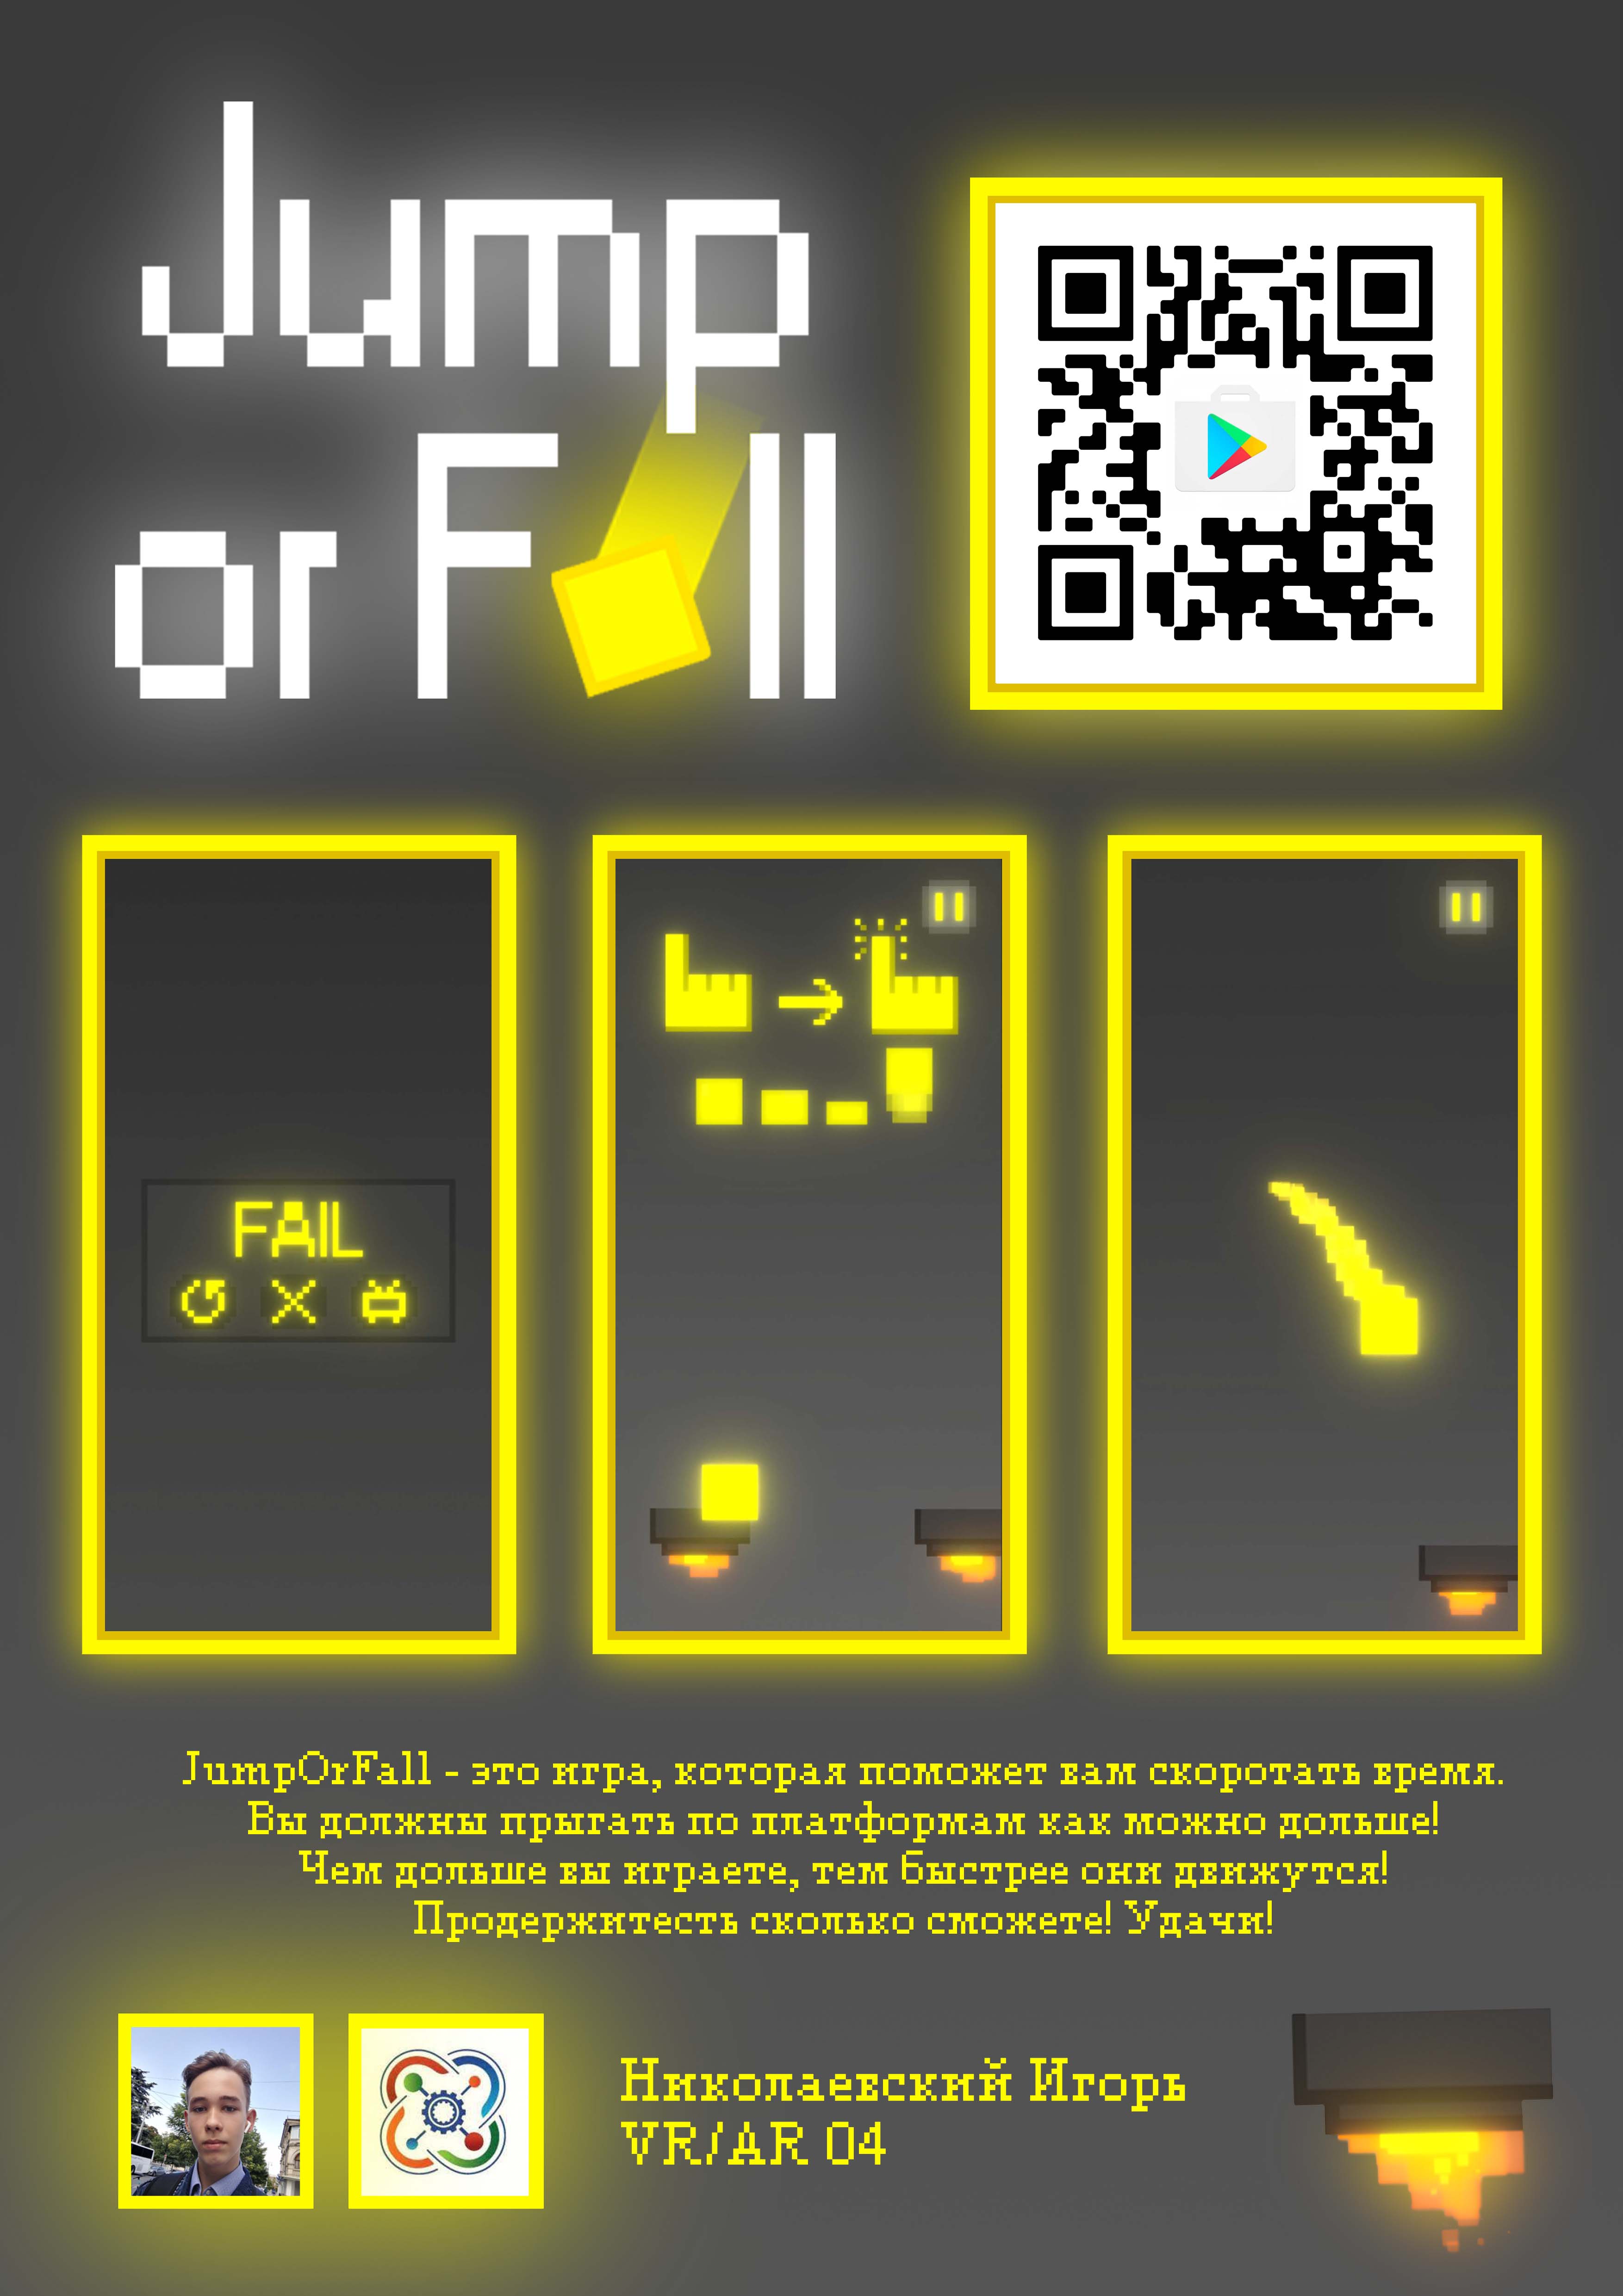 Jump
or Fall
FAIL
JumpOrFall - это игра, которая поможет вам скоротать время.
Вы должны прыгать по платформам как можно дольше!
Чем дольше вы играете, тем быстрее они движутся!
Продержитесть сколько сможете! Удачи!
Николаевский Игорь
VR/AR 04